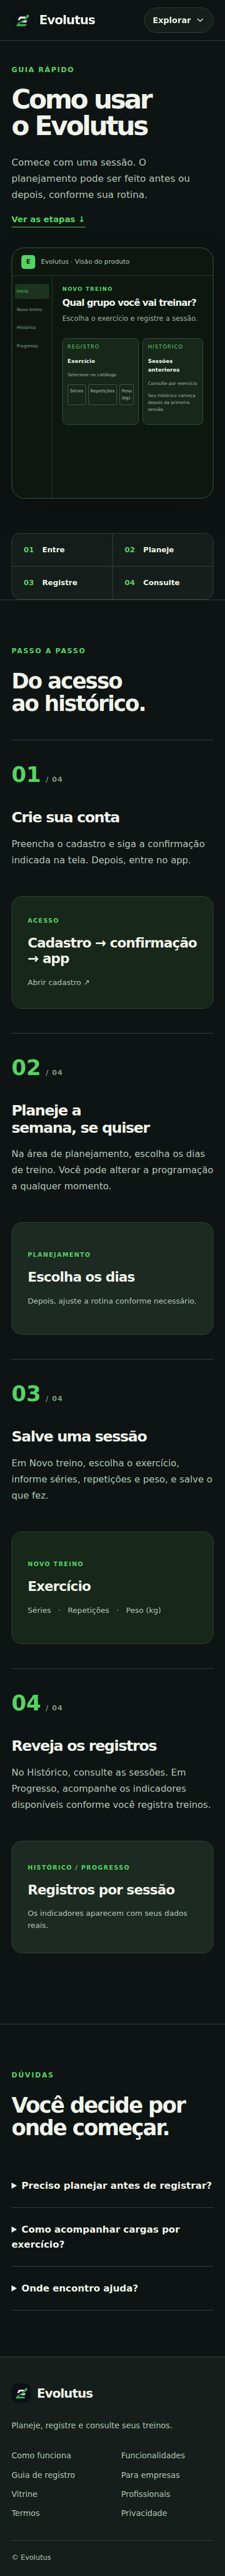 Evolutus
Explorar
GUIA RÁPIDO
Como usar
o Evolutus
Comece com uma sessão. O
planejamento pode ser feito antes ou
depois, conforme sua rotina.
Ver as etapas ↓
E
Evolutus · Visão do produto
Início
Novo treino
Histórico
Progresso
NOVO TREINO
Qual grupo você vai treinar?
Escolha o exercício e registre a sessão.
REGISTRO
Exercício
Selecione no catálogo
Séries
Repetições
Peso
(kg)
HISTÓRICO
Sessões
anteriores
Consulte por exercício
Seu histórico começa
depois da primeira
sessão.
01 Entre
02 Planeje
03 Registre
04 Consulte
PASSO A PASSO
Do acesso
ao histórico.
01 / 04
Crie sua conta
Preencha o cadastro e siga a confirmação
indicada na tela. Depois, entre no app.
ACESSO
Cadastro → confirmação
→ app
Abrir cadastro ↗
02 / 04
Planeje a
semana, se quiser
Na área de planejamento, escolha os dias
de treino. Você pode alterar a programação
a qualquer momento.
PLANEJAMENTO
Escolha os dias
Depois, ajuste a rotina conforme necessário.
03 / 04
Salve uma sessão
Em Novo treino, escolha o exercício,
informe séries, repetições e peso, e salve o
que fez.
NOVO TREINO
Exercício
Séries · Repetições · Peso (kg)
04 / 04
Reveja os registros
No Histórico, consulte as sessões. Em
Progresso, acompanhe os indicadores
disponíveis conforme você registra treinos.
HISTÓRICO / PROGRESSO
Registros por sessão
Os indicadores aparecem com seus dados
reais.
DÚVIDAS
Você decide por
onde começar.
▶ Preciso planejar antes de registrar?
▶ Como acompanhar cargas por
exercício?
▶ Onde encontro ajuda?
Evolutus
Planeje, registre e consulte seus treinos.
Como funciona
Funcionalidades
Guia de registro
Para empresas
Vitrine
Profissionais
Termos
Privacidade
© Evolutus